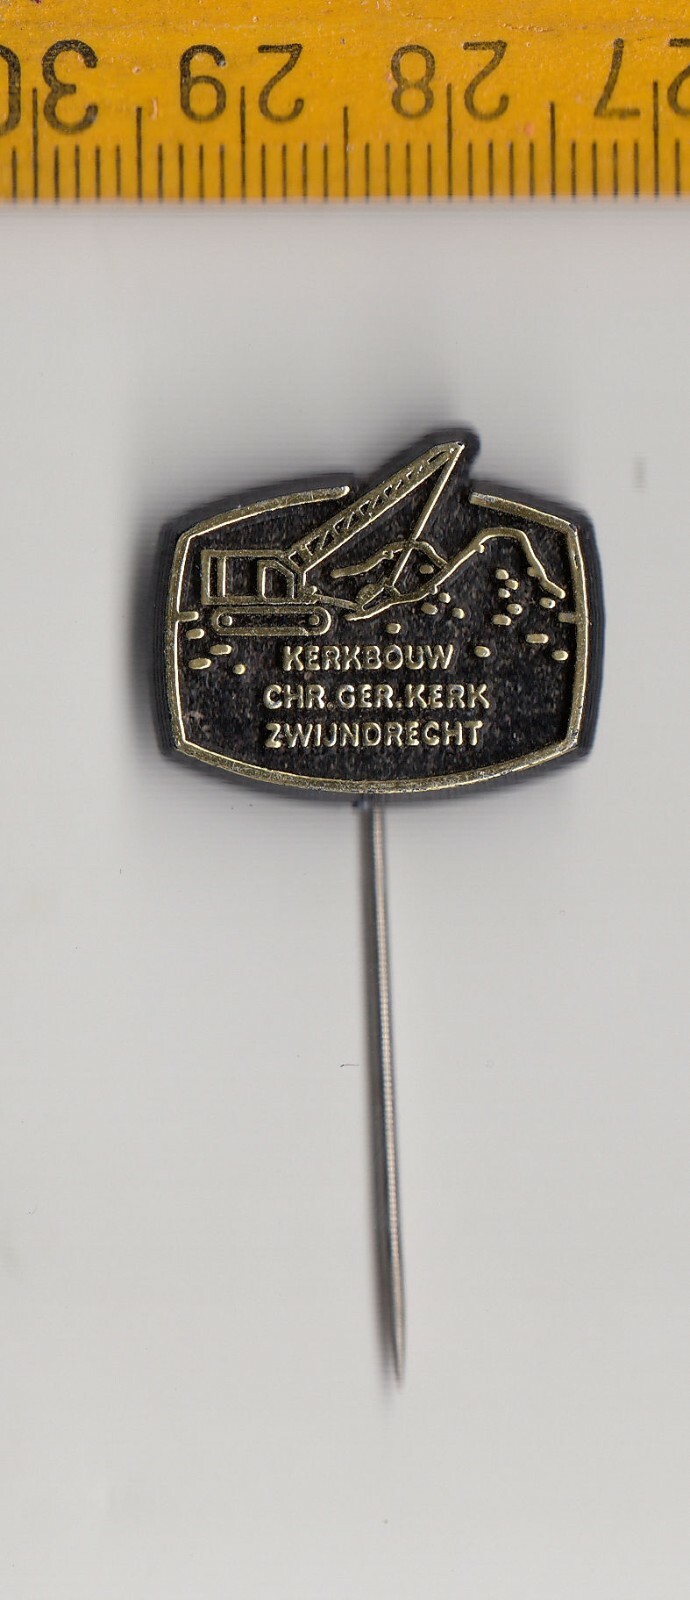 30 29 28 27
KERKBOUW
CHR.GER.KERK
ZWIJNDRECHT